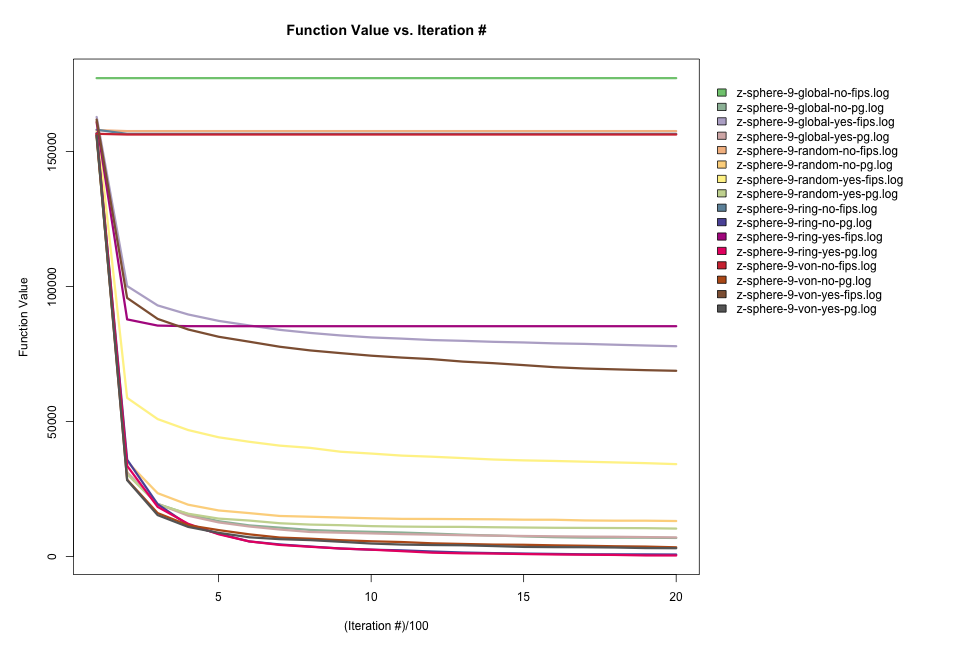 Function Value vs. Iteration #
Function Value
150000
100000
50000
0
5
10
15
20
(Iteration #)/100
z-sphere-9-global-no-fips.log
z-sphere-9-global-no-pg.log
z-sphere-9-global-yes-fips.log
z-sphere-9-global-yes-pg.log
z-sphere-9-random-no-fips.log
z-sphere-9-random-no-pg.log
z-sphere-9-random-yes-fips.log
z-sphere-9-random-yes-pg.log
z-sphere-9-ring-no-fips.log
z-sphere-9-ring-no-pg.log
z-sphere-9-ring-yes-fips.log
z-sphere-9-ring-yes-pg.log
z-sphere-9-von-no-fips.log
z-sphere-9-von-no-pg.log
z-sphere-9-von-yes-fips.log
z-sphere-9-von-yes-pg.log